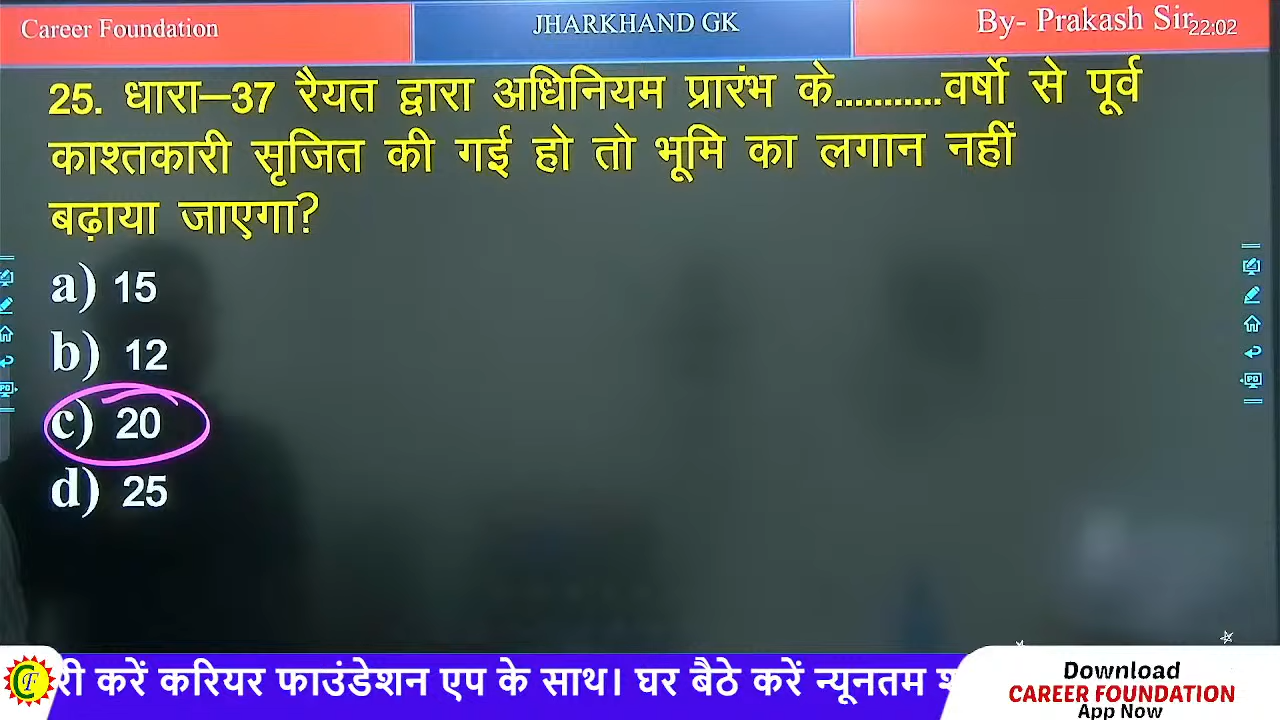 Career Foundation
JHARKHAND GK
By- Prakash Sir
22:02
25. धारा–37 रैयत द्वारा अधिनियम प्रारंभ के...........वर्षो से पूर्व
काश्तकारी सृजित की गई हो तो भूमि का लगान नहीं
बढ़ाया जाएगा?
a) 15
b) 12
c) 20
d) 25
री करें करियर फाउंडेशन एप के साथ। घर बैठे करें न्यूनतम
Download
CAREER FOUNDATION
App Now